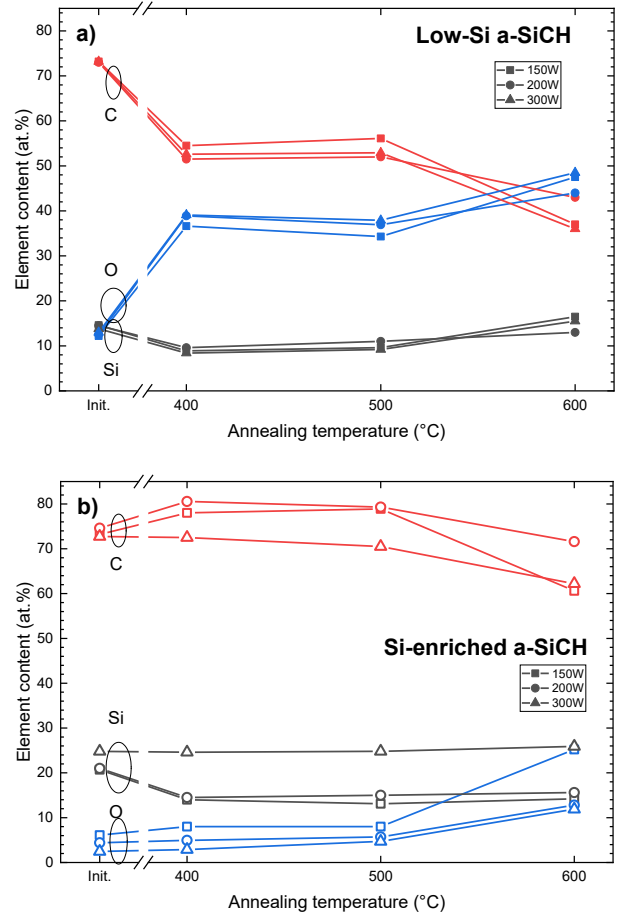 a)
Low-Si a-SiCH
150W
200W
300W
C
O
Si
Element content (at.%)
80
70
60
50
40
30
20
10
0
Init.
400
500
600
Annealing temperature (°C)
b)
Si-enriched a-SiCH
150W
200W
300W
C
Si
O
Element content (at.%)
80
70
60
50
40
30
20
10
0
Init.
400
500
600
Annealing temperature (°C)